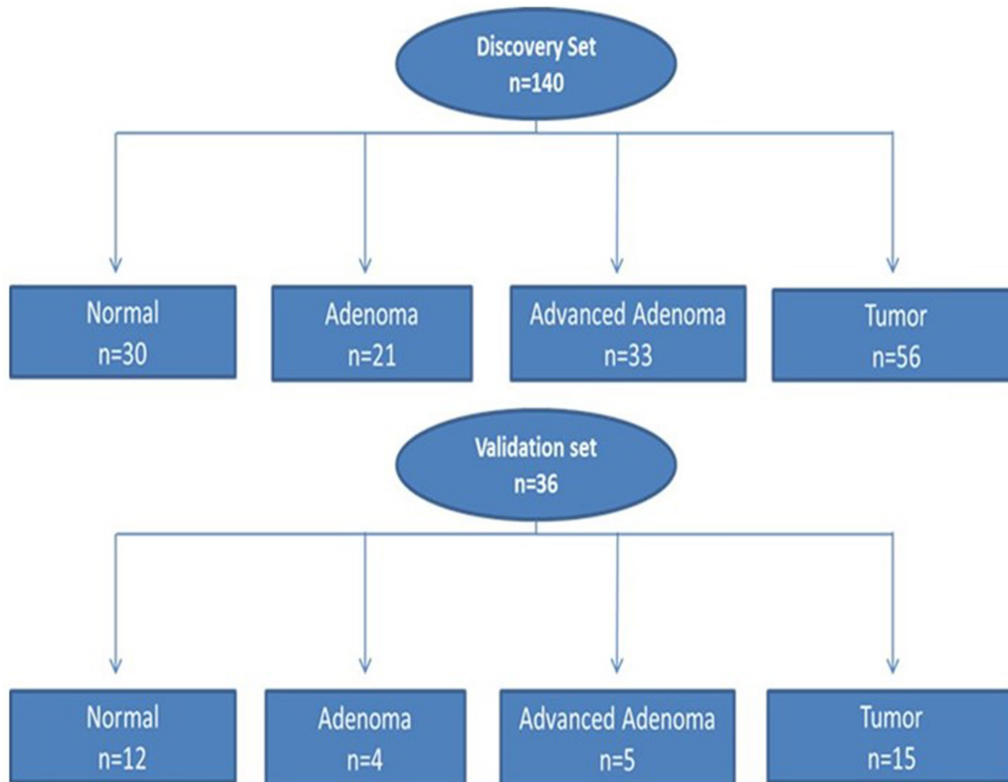 Discovery Set
n=140
Normal
n=30
Adenoma
n=21
Advanced Adenoma
n=33
Tumor
n=56
Validation set
n=36
Normal
n=12
Adenoma
n=4
Advanced Adenoma
n=5
Tumor
n=15